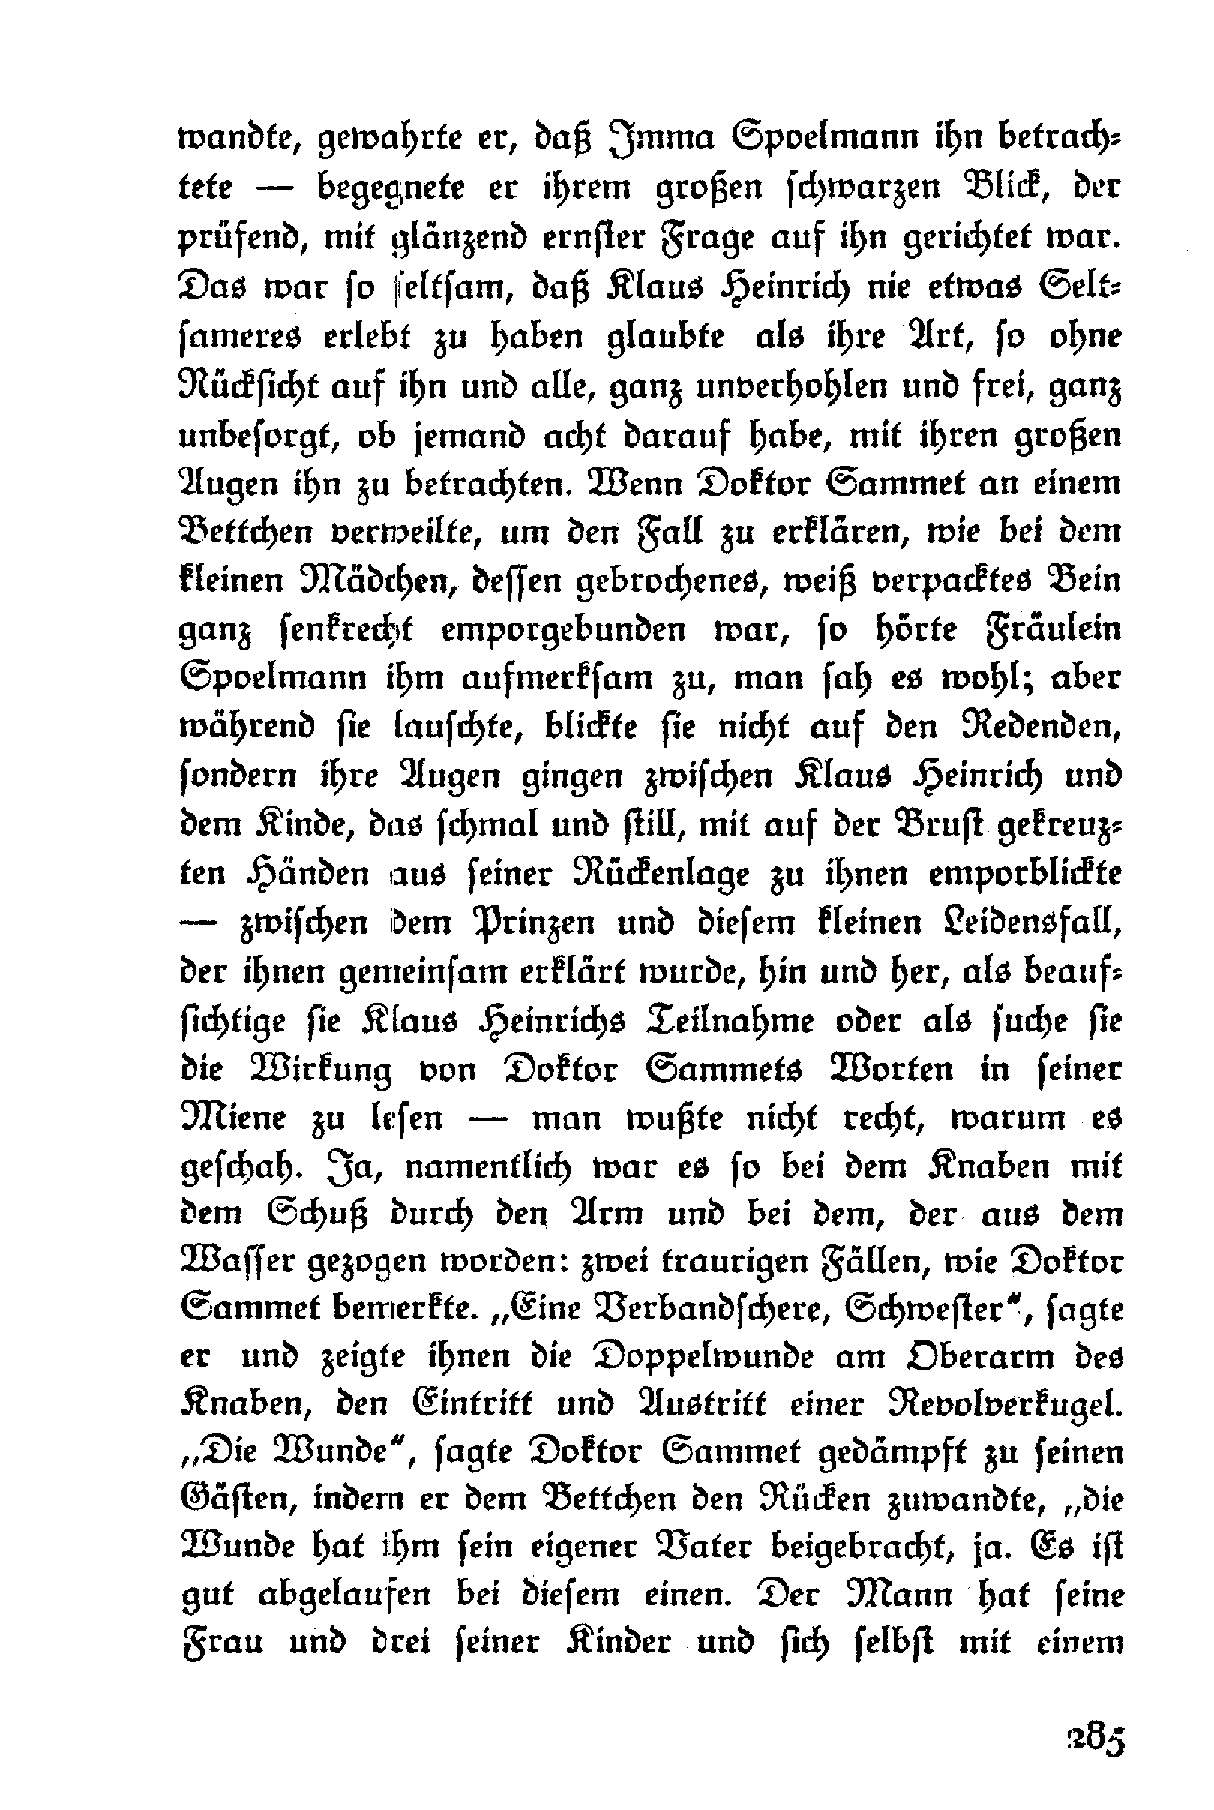 wandte, gewahrte er, daß Imma Spoelmann ihn betrach-
tete — begegnete er ihrem großen schwarzen Blick, der
prüfend, mit glänzend ernster Frage auf ihn gerichtet war.
Das war so seltsam, daß Klaus Heinrich nie etwas Selt-
sameres erlebt zu haben glaubte als ihre Art, so ohne
Rücksicht auf ihn und alle, ganz unverhohlen und frei, ganz
unbesorgt, ob jemand acht darauf habe, mit ihren großen
Augen ihn zu betrachten. Wenn Doktor Sammet an einem
Bettchen verweilte, um den Fall zu erklären, wie bei dem
kleinen Mädchen, dessen gebrochenes, weiß verpacktes Bein
ganz senkrecht emporgebunden war, so hörte Fräulein
Spoelmann ihm aufmerksam zu, man sah es wohl; aber
während sie lauschte, blickte sie nicht auf den Redenden,
sondern ihre Augen gingen zwischen Klaus Heinrich und
dem Kinde, das schmal und still, mit auf der Brust gekreuz-
ten Händen aus seiner Rückenlage zu ihnen emporblickte
— zwischen dem Prinzen und diesem kleinen Leidensfall,
der ihnen gemeinsam erklärt wurde, hin und her, als beauf-
sichtige sie Klaus Heinrichs Teilnahme oder als suche sie
die Wirkung von Doktor Sammets Worten in seiner
Miene zu lesen — man wußte nicht recht, warum es
geschah. Ja, namentlich war es so bei dem Knaben mit
dem Schuß durch den Arm und bei dem, der aus dem
Wasser gezogen worden: zwei traurigen Fällen, wie Doktor
Sammet bemerkte. „Eine Verbandschere, Schwester“, sagte
er und zeigte ihnen die Doppelwunde am Oberarm des
Knaben, den Eintritt und Austritt einer Revolverkugel.
„Die Wunde“, sagte Doktor Sammet gedämpft zu seinen
Gästen, indem er dem Bettchen den Rücken zuwandte, „die
Wunde hat ihm sein eigener Vater beigebracht, ja. Es ist
gut abgelaufen bei diesem einen. Der Mann hat seine
Frau und drei seiner Kinder und sich selbst mit einem
285